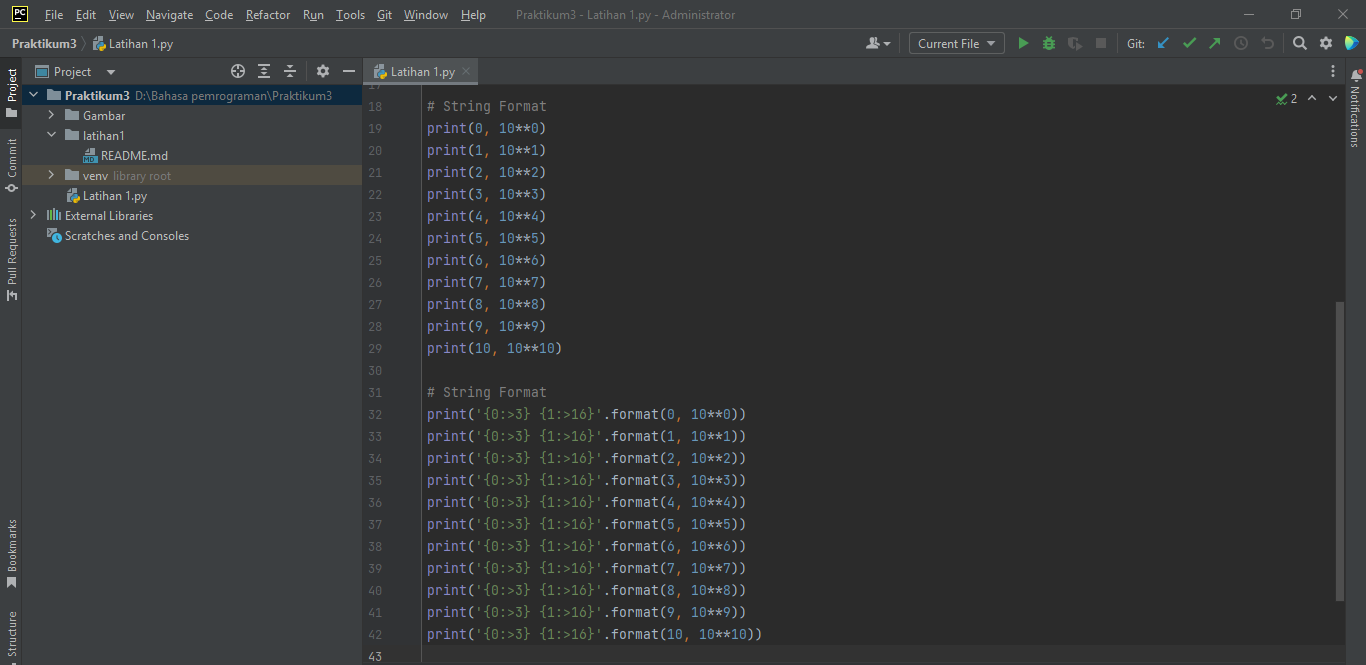 PC File Edit View Navigate Code Refactor Run Tools Git Window Help Praktikum3 - Latihan 1.py - Administrator
Praktikum3 Latihan 1.py Current File Git:
Project
Commit
Pull Requests
Bookmarks
Structure
Project
Praktikum3 D:\Bahasa pemrograman\Praktikum3
Gambar
latihan1
README.md
venv library root
Latihan 1.py
External Libraries
Scratches and Consoles
Latihan 1.py
2
17
18 # String Format
19 print(0, 10**0)
20 print(1, 10**1)
21 print(2, 10**2)
22 print(3, 10**3)
23 print(4, 10**4)
24 print(5, 10**5)
25 print(6, 10**6)
26 print(7, 10**7)
27 print(8, 10**8)
28 print(9, 10**9)
29 print(10, 10**10)
30
31 # String Format
32 print('{0:>3} {1:>16}'.format(0, 10**0))
33 print('{0:>3} {1:>16}'.format(1, 10**1))
34 print('{0:>3} {1:>16}'.format(2, 10**2))
35 print('{0:>3} {1:>16}'.format(3, 10**3))
36 print('{0:>3} {1:>16}'.format(4, 10**4))
37 print('{0:>3} {1:>16}'.format(5, 10**5))
38 print('{0:>3} {1:>16}'.format(6, 10**6))
39 print('{0:>3} {1:>16}'.format(7, 10**7))
40 print('{0:>3} {1:>16}'.format(8, 10**8))
41 print('{0:>3} {1:>16}'.format(9, 10**9))
42 print('{0:>3} {1:>16}'.format(10, 10**10))
43
Notifications